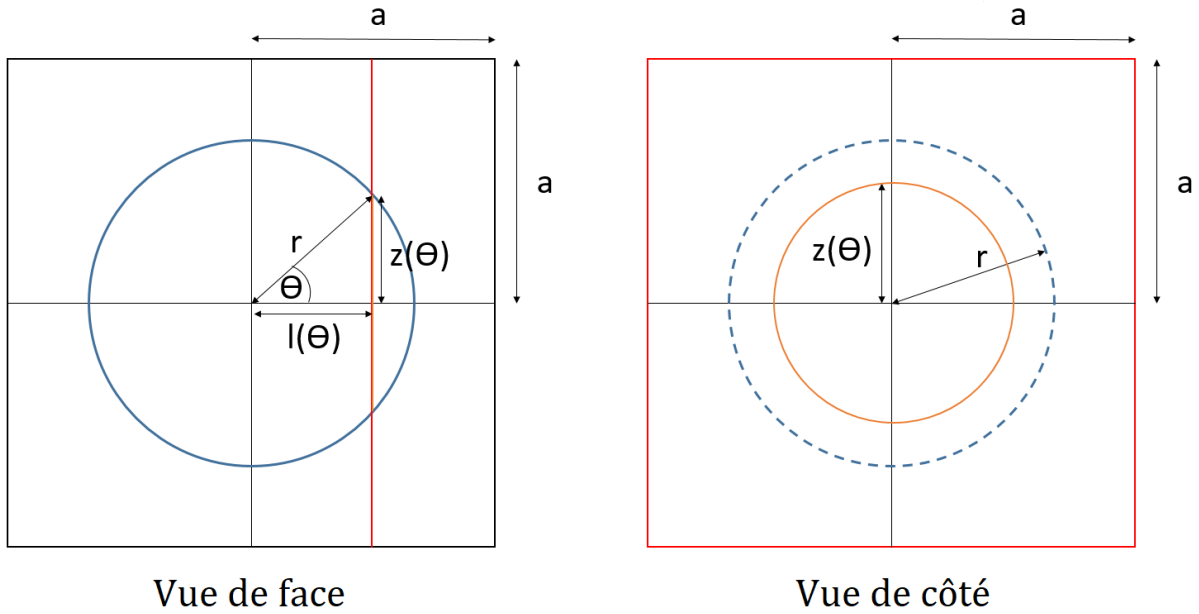 a
a
r
z(Ɵ)
Ɵ
l(Ɵ)
Vue de face
a
a
z(Ɵ)
r
Vue de côté